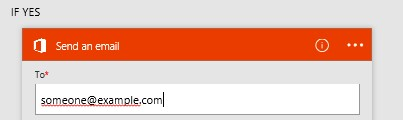 IF YES
Send an email
To*
someone@example.com